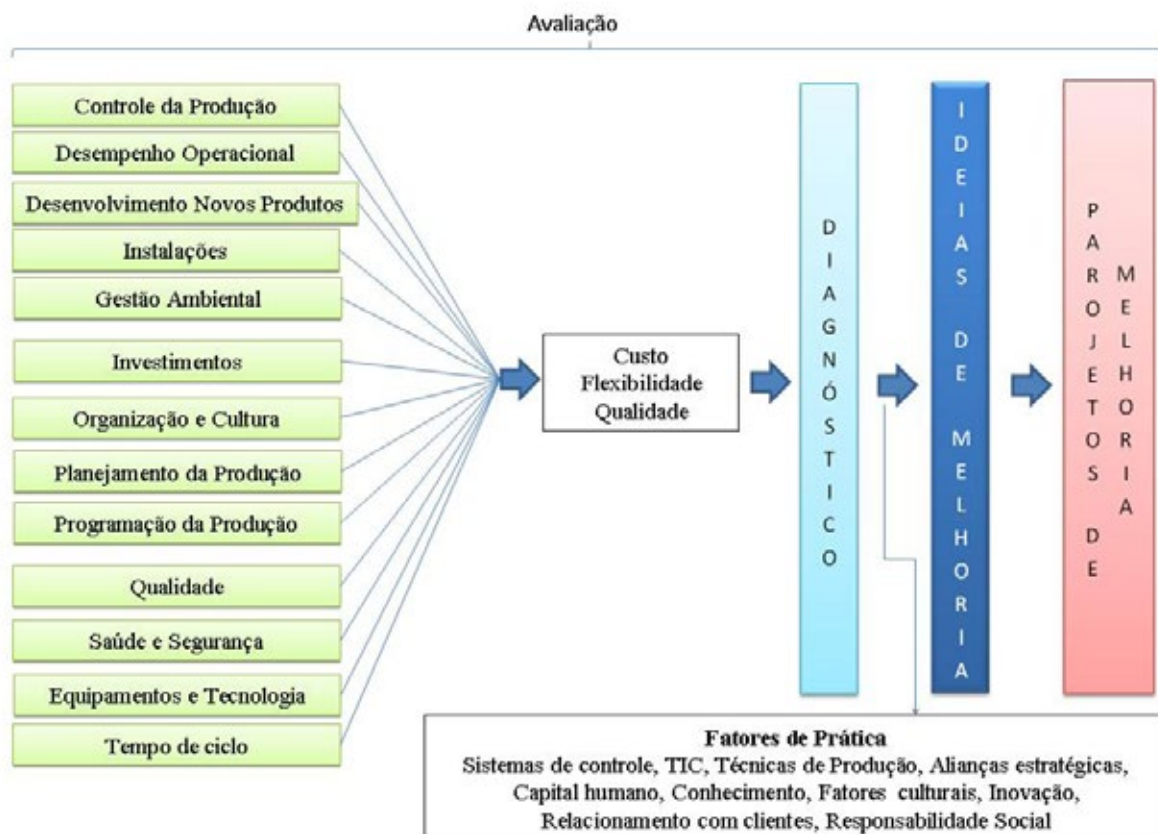 Avaliação
Controle da Produção
Desempenho Operacional
Desenvolvimento Novos Produtos
Instalações
Gestão Ambiental
Investimentos
Organização e Cultura
Planejamento da Produção
Programação da Produção
Qualidade
Saúde e Segurança
Equipamentos e Tecnologia
Tempo de ciclo
Custo
Flexibilidade
Qualidade
DIAGNÓSTICO
IDEIAS DE MELHORIA
PAROJETOS DE
MELHORIA
Fatores de Prática
Sistemas de controle, TIC, Técnicas de Produção, Alianças estratégicas,
Capital humano, Conhecimento, Fatores culturais, Inovação,
Relacionamento com clientes, Responsabilidade Social